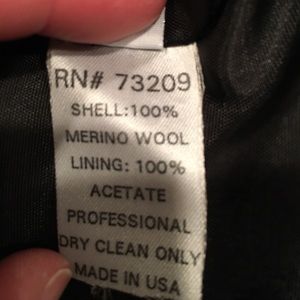 RN# 73209
SHELL:100%
MERINO WOOL
LINING: 100%
ACETATE
PROFESSIONAL
DRY CLEAN ONLY
MADE IN USA